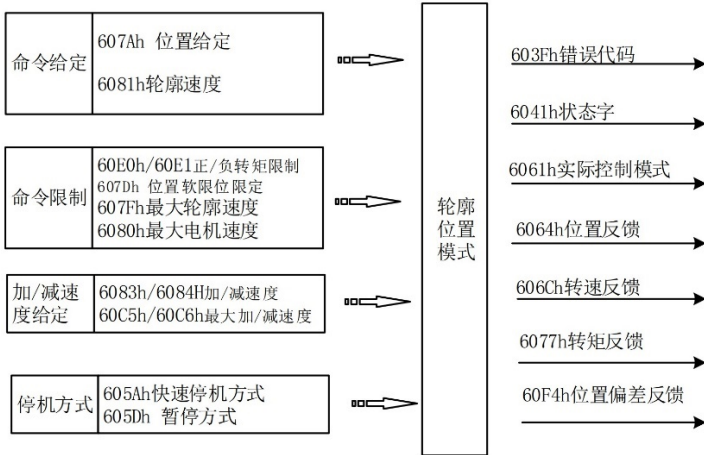 命令给定
607Ah 位置给定
6081h轮廓速度
命令限制
60E0h/60E1正/负转矩限制
607Dh 位置软限位限定
607Fh最大轮廓速度
6080h最大电机速度
加/减速
度给定
6083h/6084H加/减速度
60C5h/60C6h最大加/减速度
停机方式
605Ah快速停机方式
605Dh 暂停方式
轮廓
位置
模式
603Fh错误代码
6041h状态字
6061h实际控制模式
6064h位置反馈
606Ch转速反馈
6077h转矩反馈
60F4h位置偏差反馈